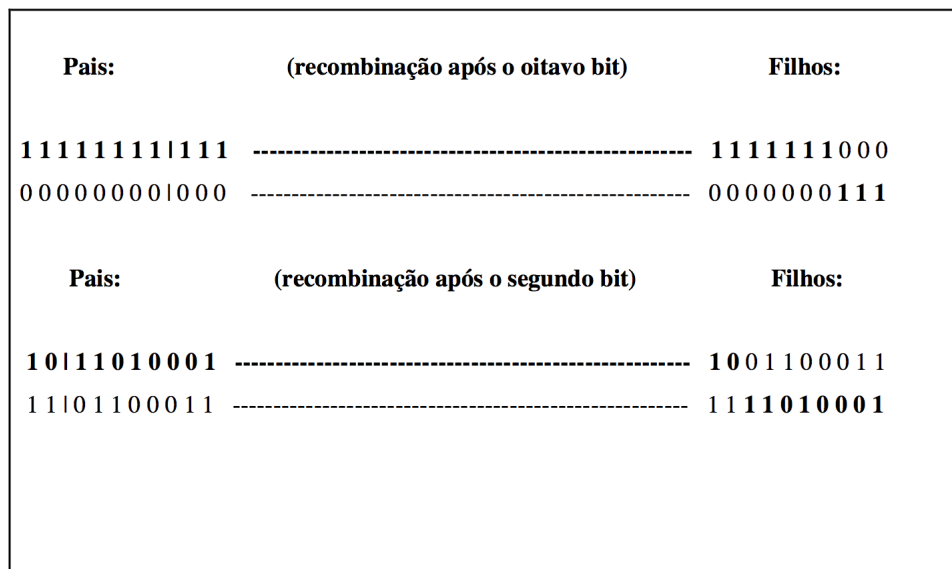 Pais: (recombinação após o oitavo bit) Filhos:
1 1 1 1 1 1 1 1 | 1 1 1 ------------------------------------------------------- 1 1 1 1 1 1 1 0 0 0
0 0 0 0 0 0 0 0 | 0 0 0 ------------------------------------------------------- 0 0 0 0 0 0 0 1 1 1
Pais: (recombinação após o segundo bit) Filhos:
1 0 | 1 1 0 1 0 0 0 1 --------------------------------------------------------- 1 0 0 1 1 0 0 0 1 1
1 1 | 0 1 1 0 0 0 1 1 --------------------------------------------------------- 1 1 1 1 0 1 0 0 0 1